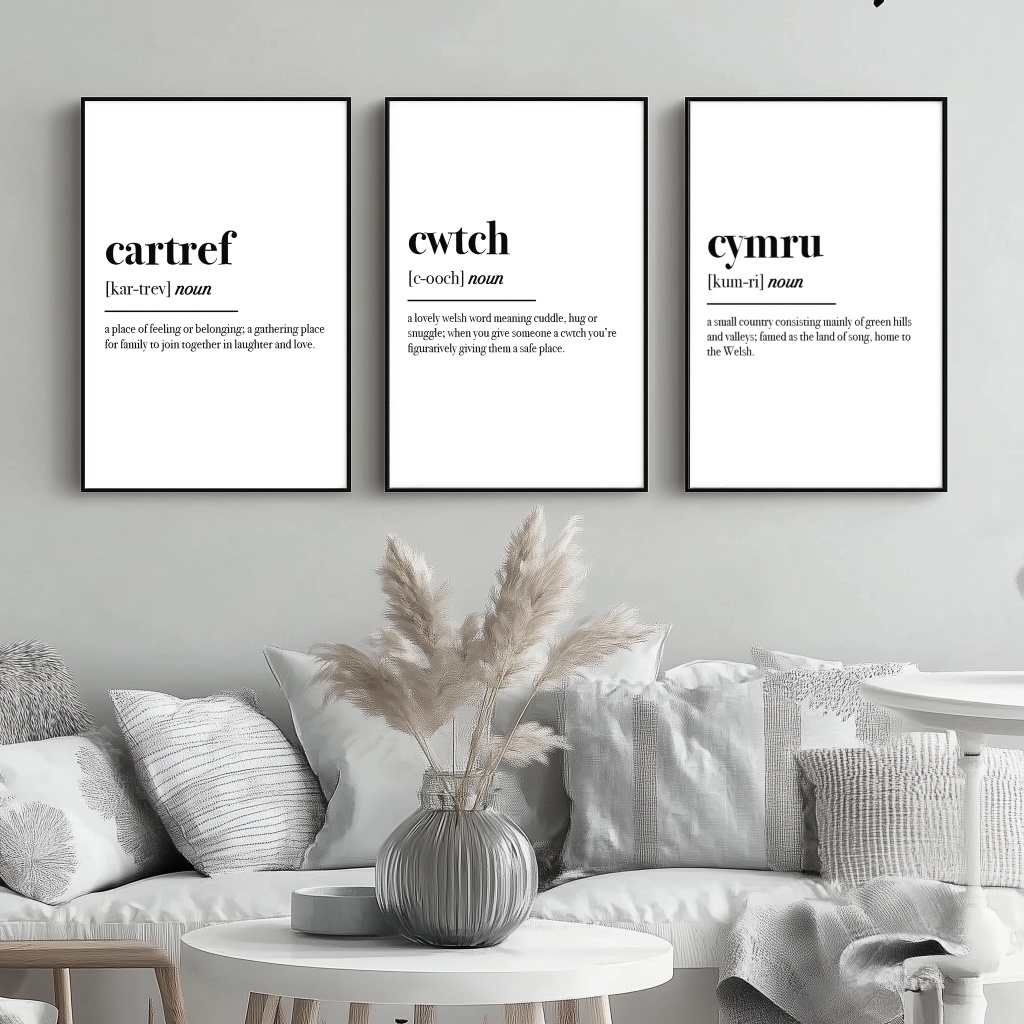 cartref
[kar-trev] noun
a place of feeling or belonging; a gathering place
for family to join together in laughter and love.
cwtch
[c-ooch] noun
a lovely welsh word meaning cuddle, hug or
snuggle; when you give someone a cwtch you're
figuratively giving them a safe place.
cymru
[kum-ri] noun
a small country consisting mainly of green hills
and valleys; famed as the land of song, home to
the Welsh.